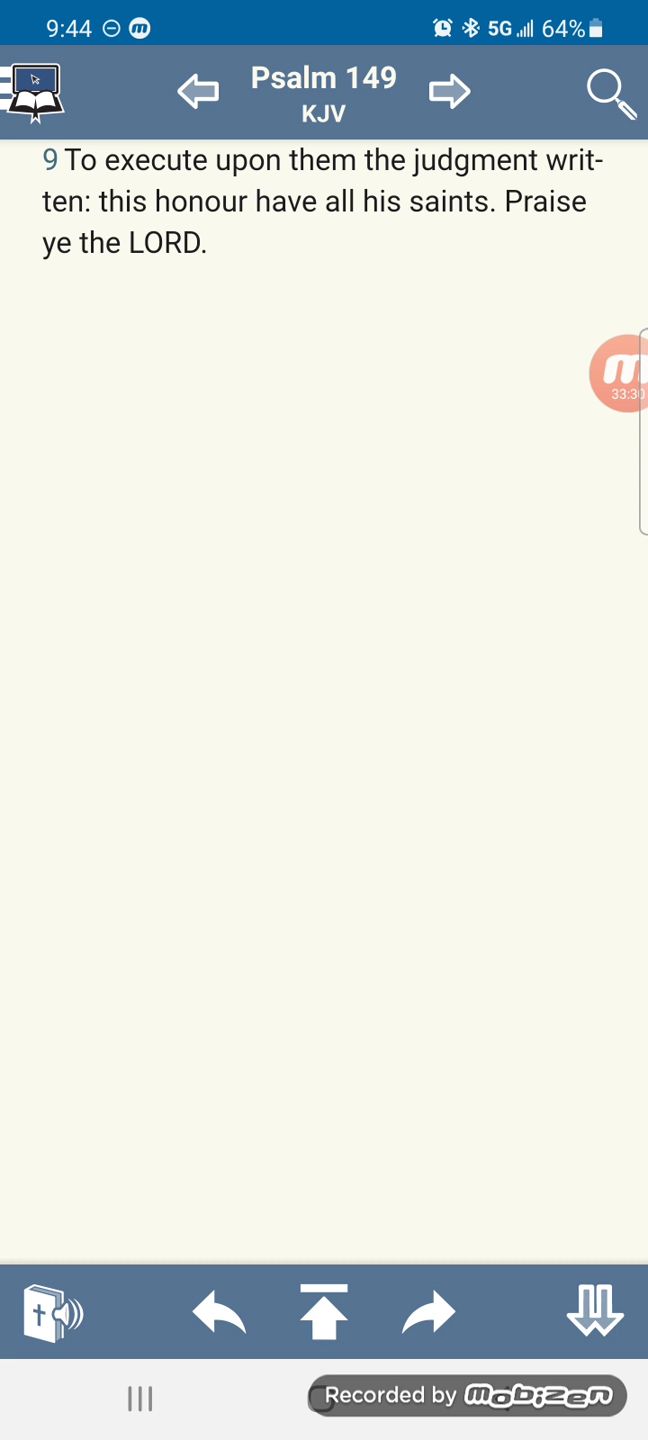 9:44 m 5G 64%
Psalm 149
KJV
9 To execute upon them the judgment writ-
ten: this honour have all his saints. Praise
ye the LORD.
m
33:30
Recorded by mobizen